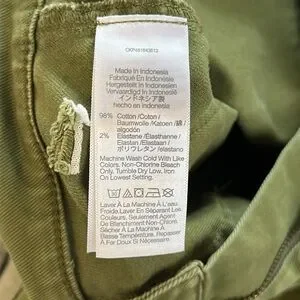 Made In Indonesia
Fabriqué En Indonésie
Hergestellt in Indonesien
Vervaardigd In Indonesië
インドネシア製
hecho en indonesia
98% Cotton /Coton /
Baumwolle /Katoen / 綿 /
algodón
2% Elastene /Élasthanne /
Elastan /Elastaan /
ポリウレタン /elastano
Machine Wash Cold With Like
Colors. Non-Chlorine Bleach
Only. Tumble Dry Low. Iron
On Lowest Setting.
Laver À La Machine À L'eau
Froide. Laver En Séparant Les
Couleurs. Seulement Agent
De Blanchiment Non Chloré.
Sécher À La Machine À
Basse Température. Repasser
À Fer Doux Si Nécessaire.